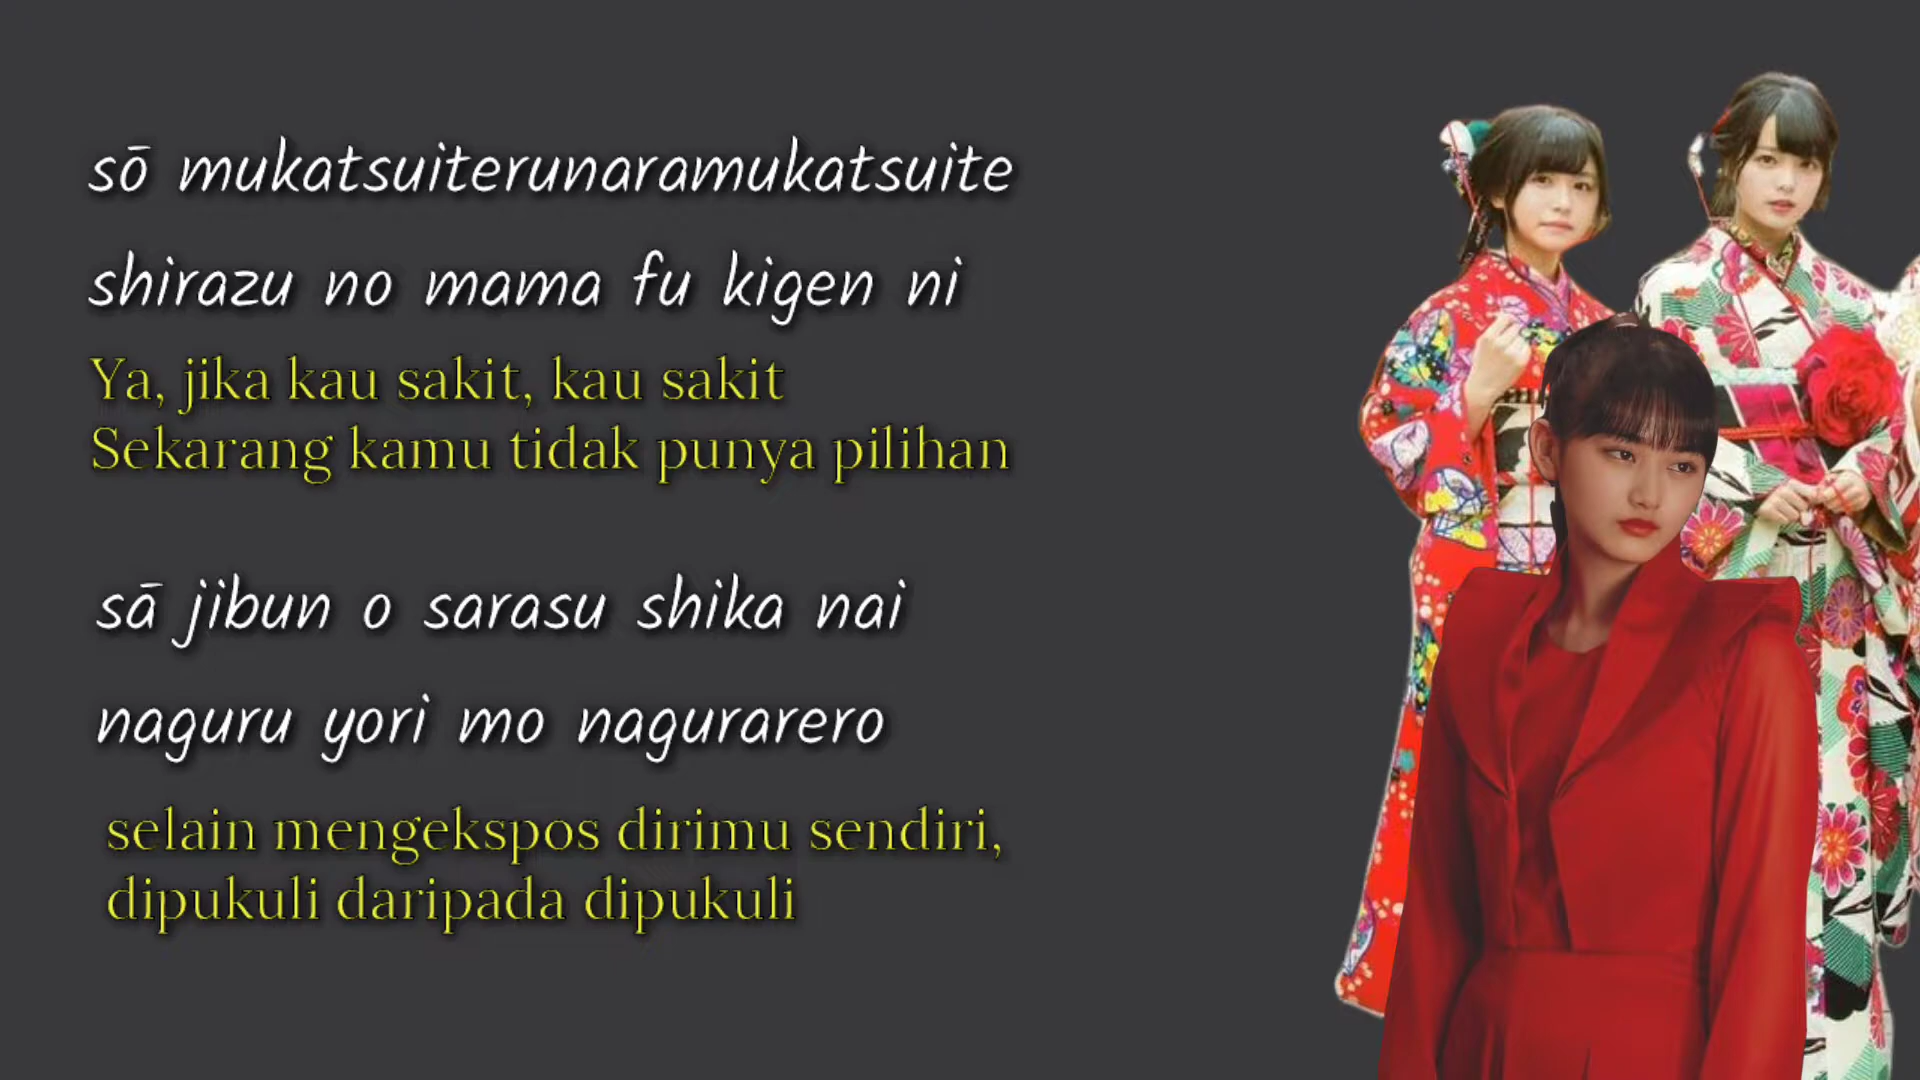 sō mukatsuiterunaramukatsuite
shirazu no mama fu kigen ni
Ya, jika kau sakit, kau sakit
Sekarang kamu tidak punya pilihan
sā jibun o sarasu shika nai
naguru yori mo nagurarero
selain mengekspos dirimu sendiri,
dipukuli daripada dipukuli